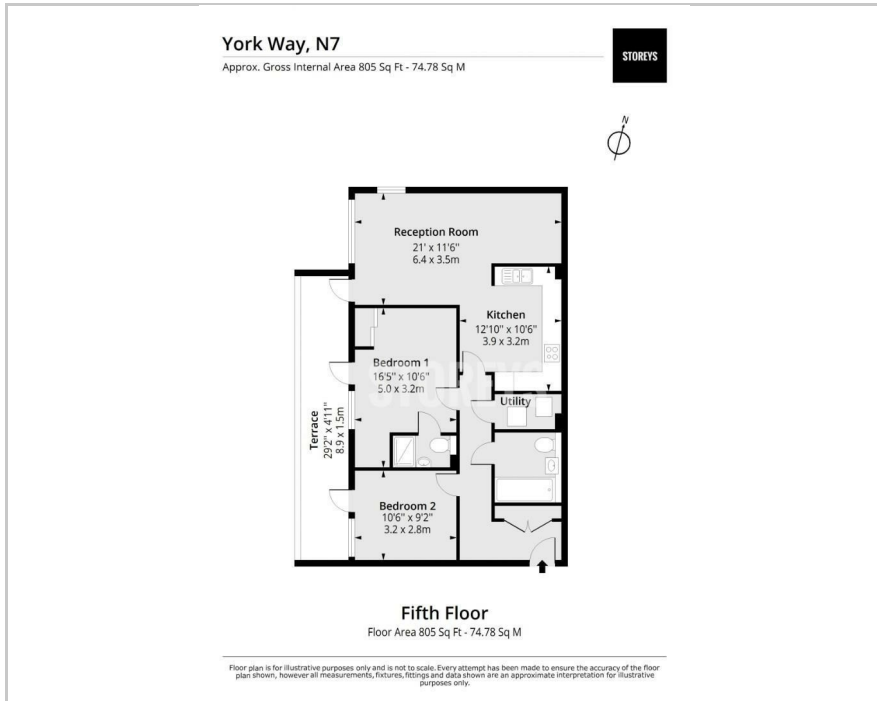 York Way, N7
Approx. Gross Internal Area 805 Sq Ft - 74.78 Sq M
STOREYS
N
Reception Room
21' x 11'6"
6.4 x 3.5m
Kitchen
12'10" x 10'6"
3.9 x 3.2m
Bedroom 1
16'5" x 10'6"
5.0 x 3.2m
STOREYS
Utility
Terrace
29'2" x 4'11"
8.9 x 1.5m
Bedroom 2
10'6" x 9'2"
3.2 x 2.8m
Fifth Floor
Floor Area 805 Sq Ft - 74.78 Sq M
Floor plan is for illustrative purposes only and is not to scale. Every attempt has been made to ensure the accuracy of the floor
plan shown, however all measurements, fixtures, fittings and data shown are an approximate interpretation for illustrative
purposes only.